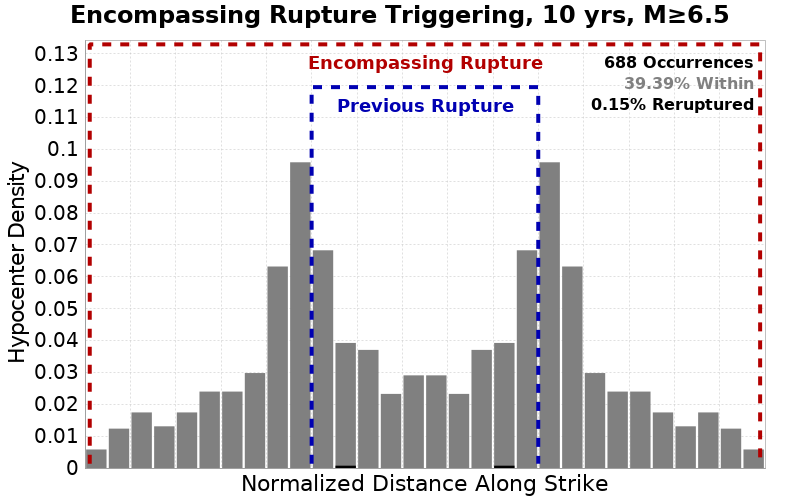 Encompassing Rupture Triggering, 10 yrs, M≥6.5
0.13
0.12
0.11
0.1
0.09
0.08
0.07
0.06
0.05
0.04
0.03
0.02
0.01
0
Hypocenter Density
Encompassing Rupture
Previous Rupture
688 Occurrences
39.39% Within
0.15% Reruptured
Normalized Distance Along Strike